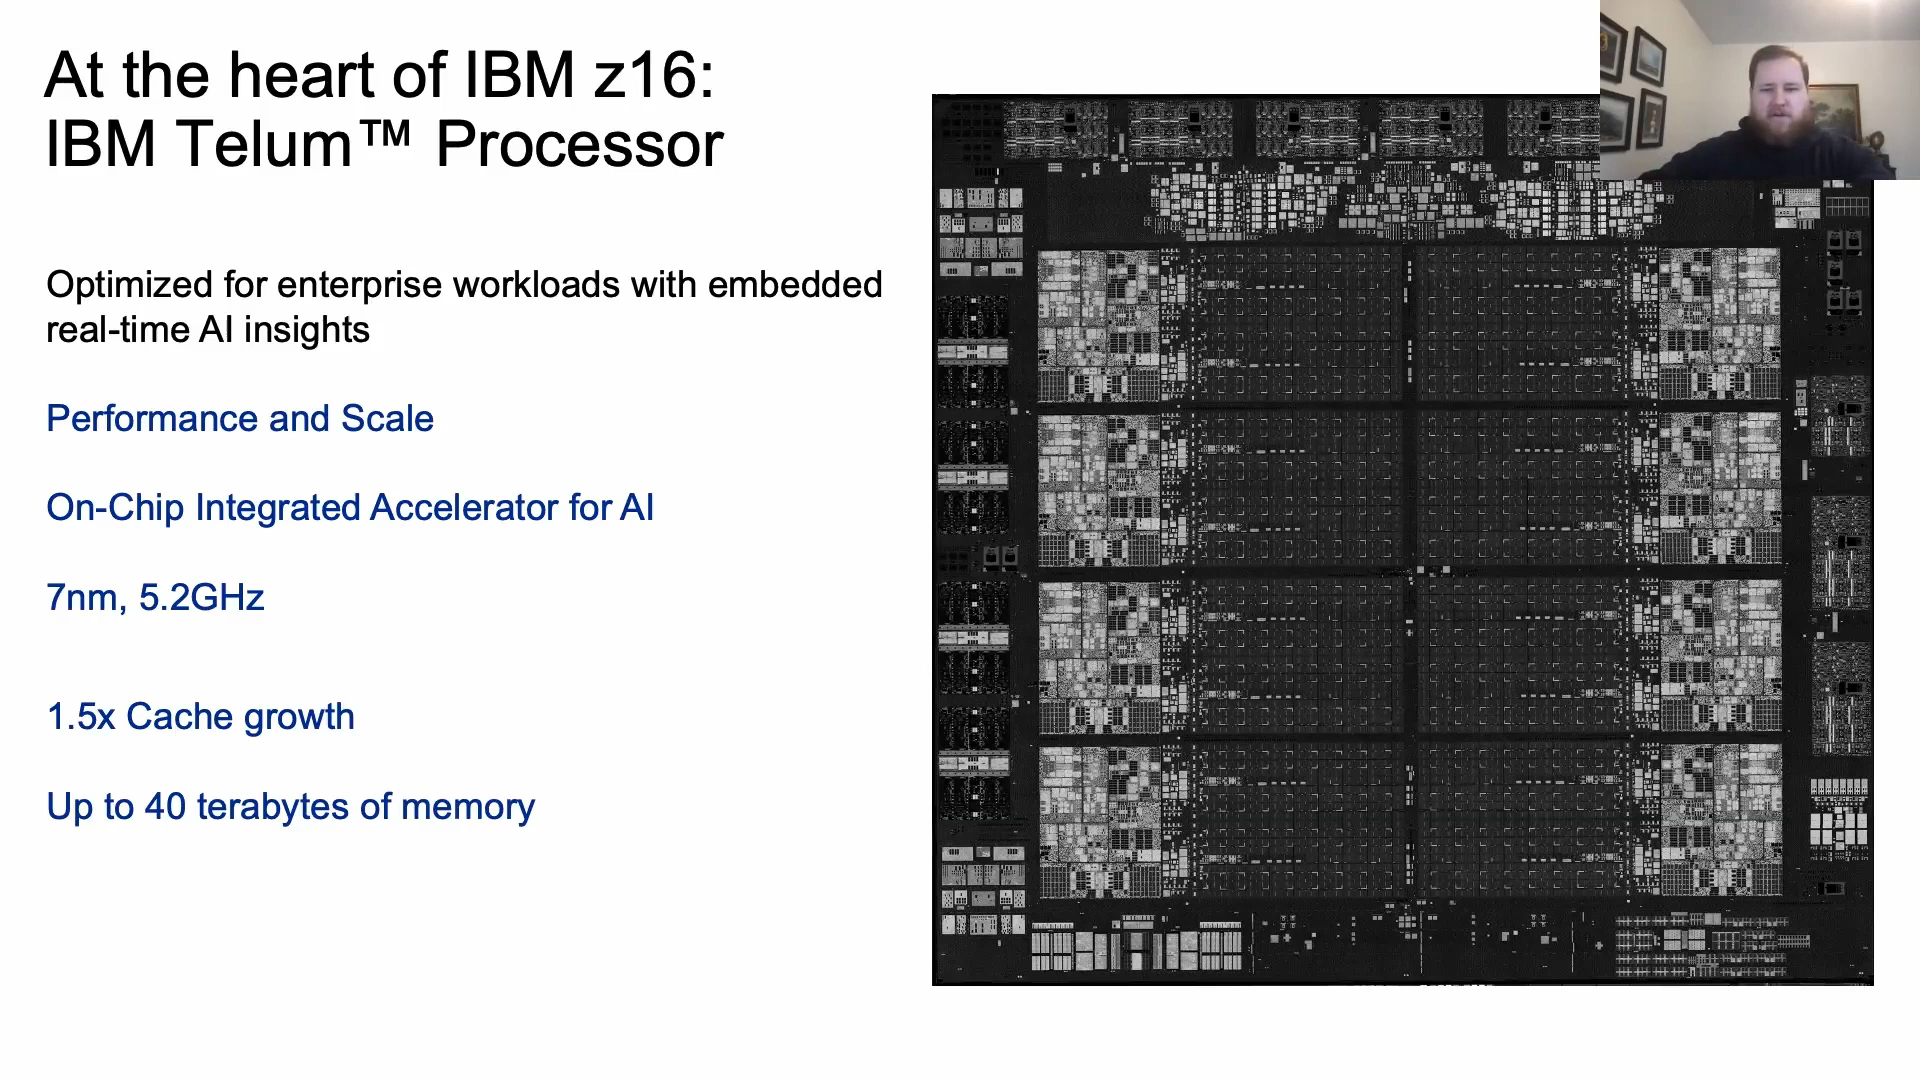 At the heart of IBM z16:
IBM Telum™ Processor
Optimized for enterprise workloads with embedded
real-time AI insights
Performance and Scale
On-Chip Integrated Accelerator for AI
7nm, 5.2GHz
1.5x Cache growth
Up to 40 terabytes of memory